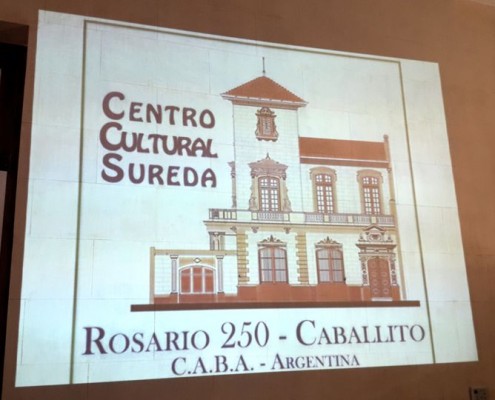 CENTRO
CULTURAL
SUREDA
ROSARIO 250 - CABALLITO
C.A.B.A. - ARGENTINA